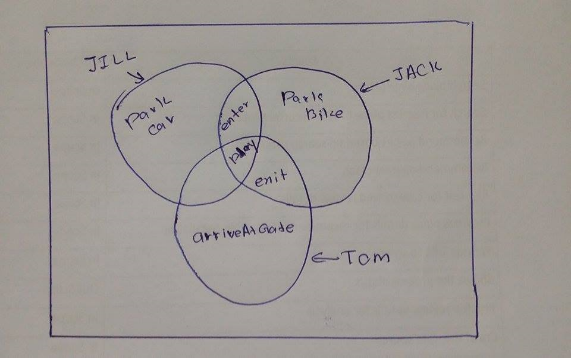 JILL
JACK
Park
Car
enter
Park
Bike
play
exit
arriveAtGate
Tom